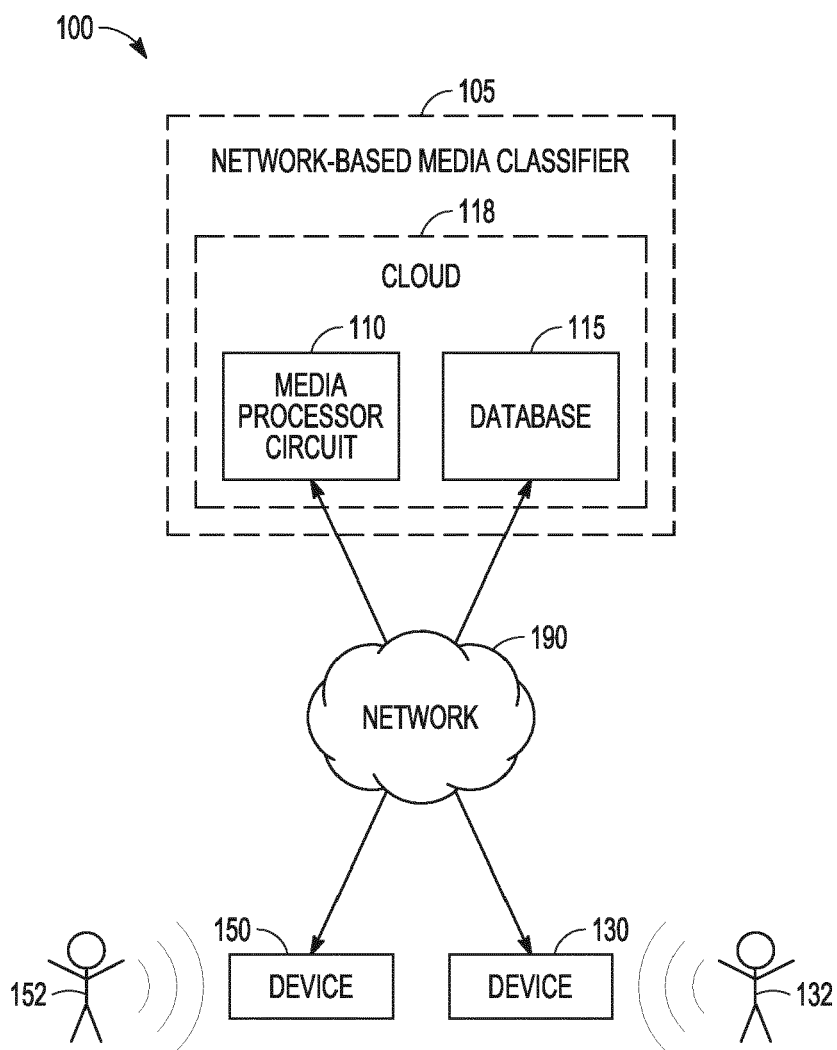 100
105
NETWORK-BASED MEDIA CLASSIFIER
118
CLOUD
110
115
MEDIA
PROCESSOR
CIRCUIT
DATABASE
190
NETWORK
150
130
152
DEVICE
DEVICE
132